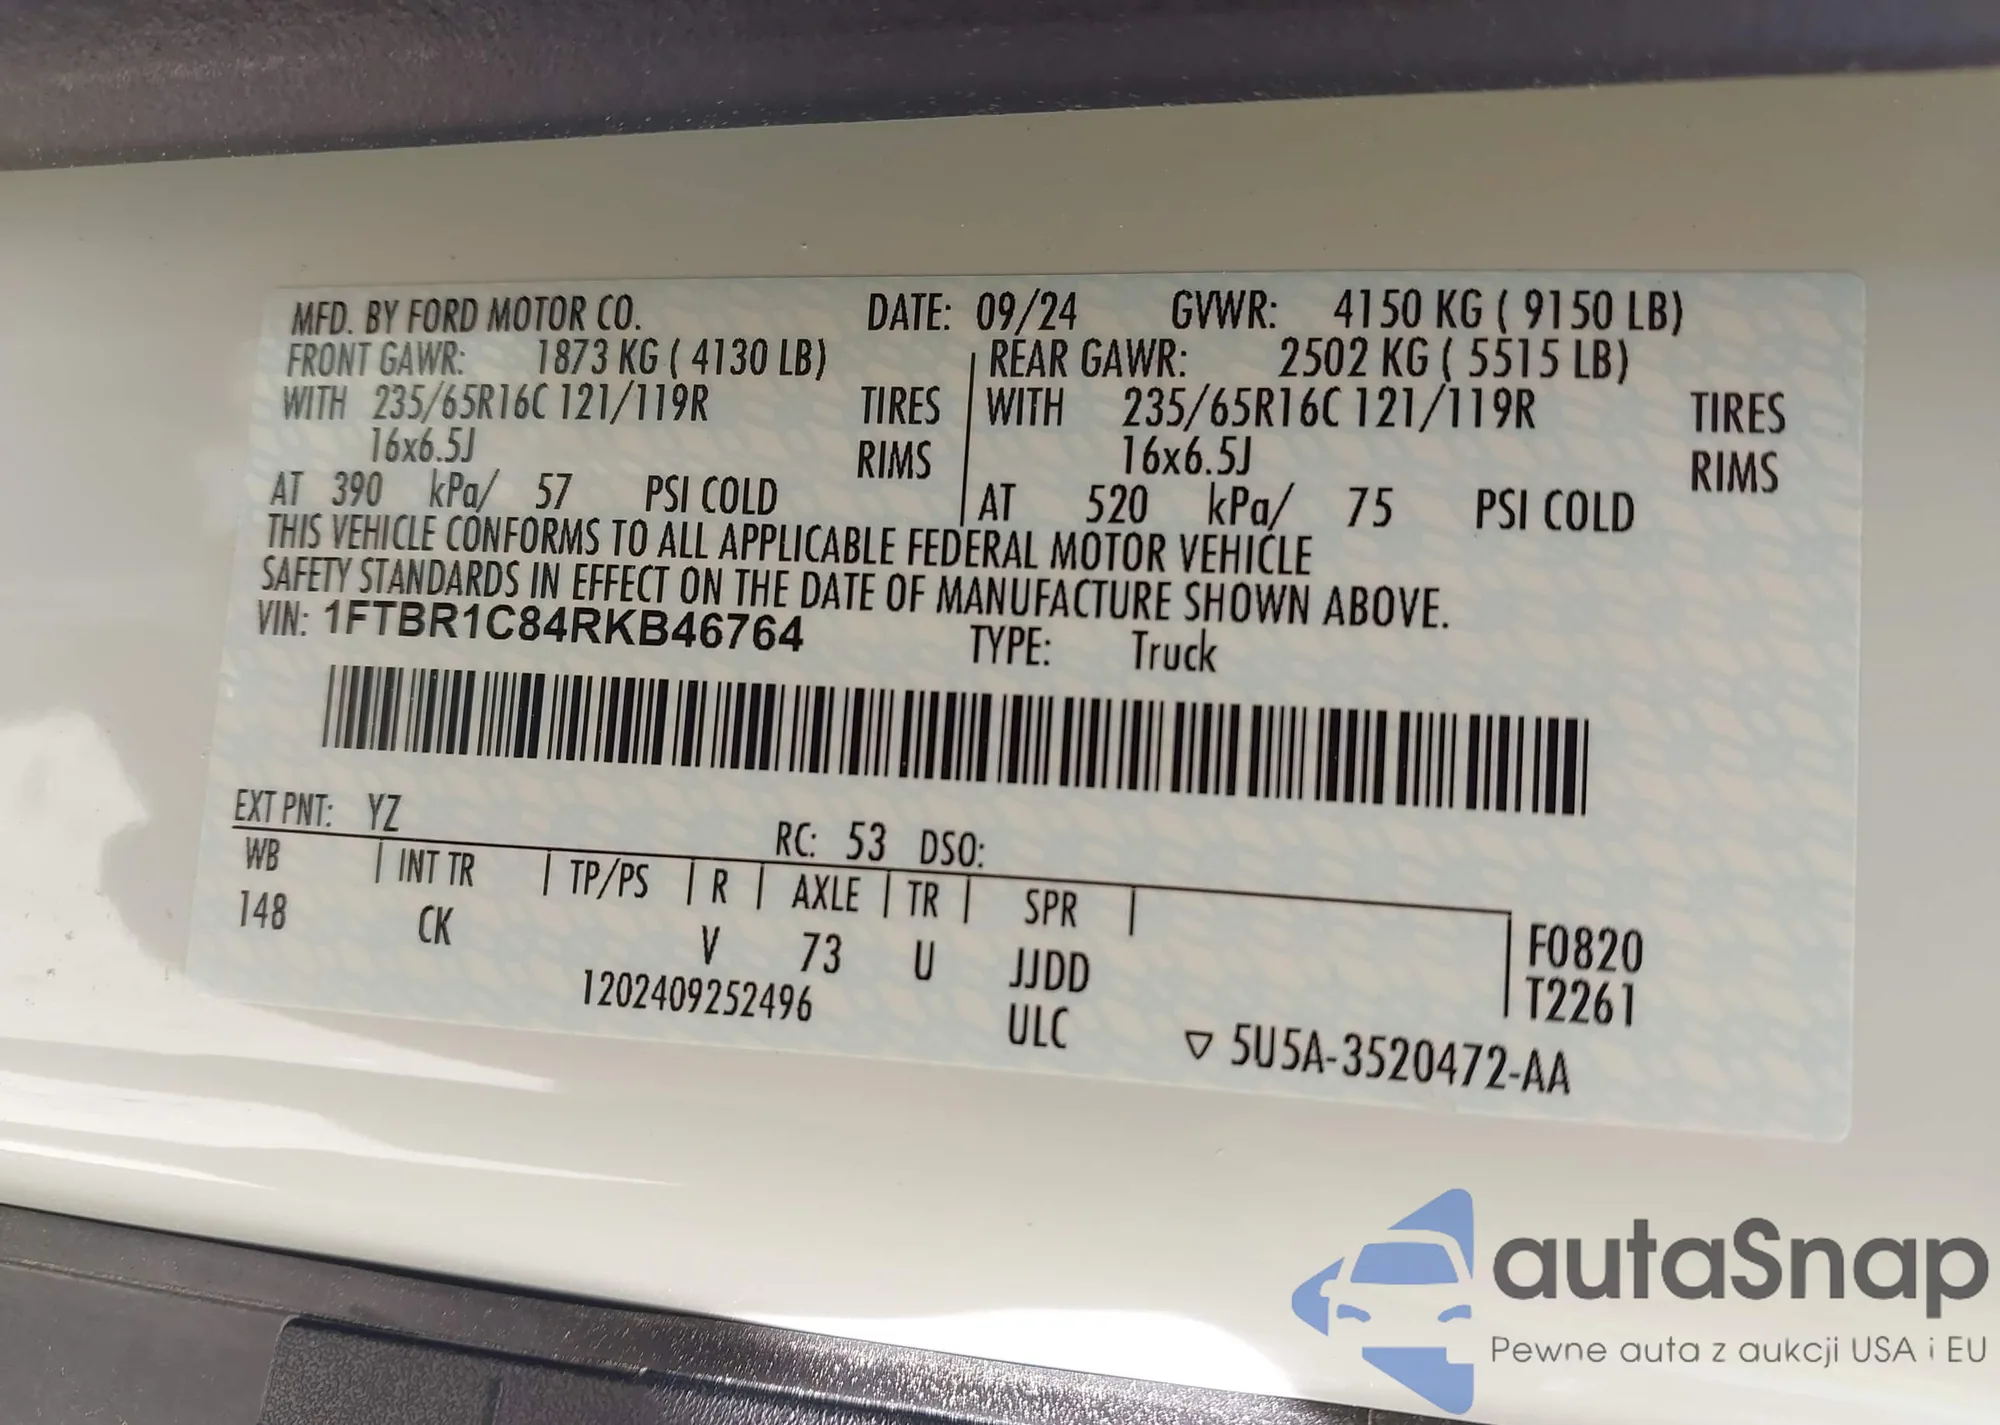 MFD. BY FORD MOTOR CO. DATE: 09/24 GVWR: 4150 KG ( 9150 LB)
FRONT GAWR: 1873 KG ( 4130 LB) REAR GAWR: 2502 KG ( 5515 LB)
WITH 235/65R16C 121/119R TIRES WITH 235/65R16C 121/119R TIRES
16x6.5J RIMS 16x6.5J RIMS
AT 390 kPa/ 57 PSI COLD AT 520 kPa/ 75 PSI COLD
THIS VEHICLE CONFORMS TO ALL APPLICABLE FEDERAL MOTOR VEHICLE
SAFETY STANDARDS IN EFFECT ON THE DATE OF MANUFACTURE SHOWN ABOVE.
VIN: 1FTBR1C84RKB46764 TYPE: Truck
EXT PNT: YZ RC: 53 DSO:
WB INT TR TP/PS R AXLE TR SPR
148 CK V 73 U JJDD F0820
1202409252496 ULC T2261
▽ 5U5A-3520472-AA
autaSnap
Pewne auta z aukcji USA i EU